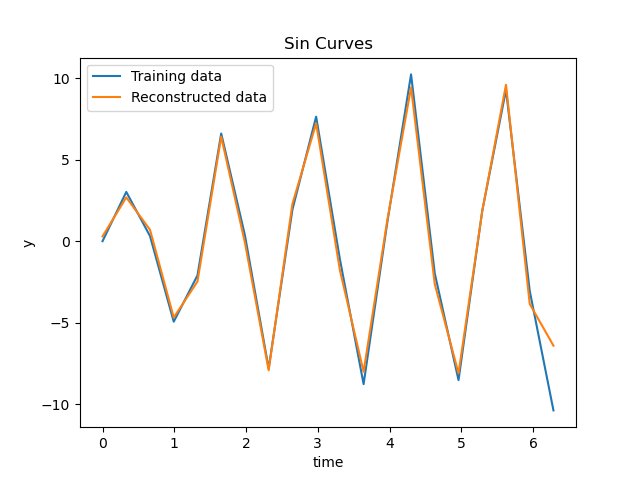 Sin Curves
Training data
Reconstructed data
10
5
0
−5
−10
y
0 1 2 3 4 5 6
time